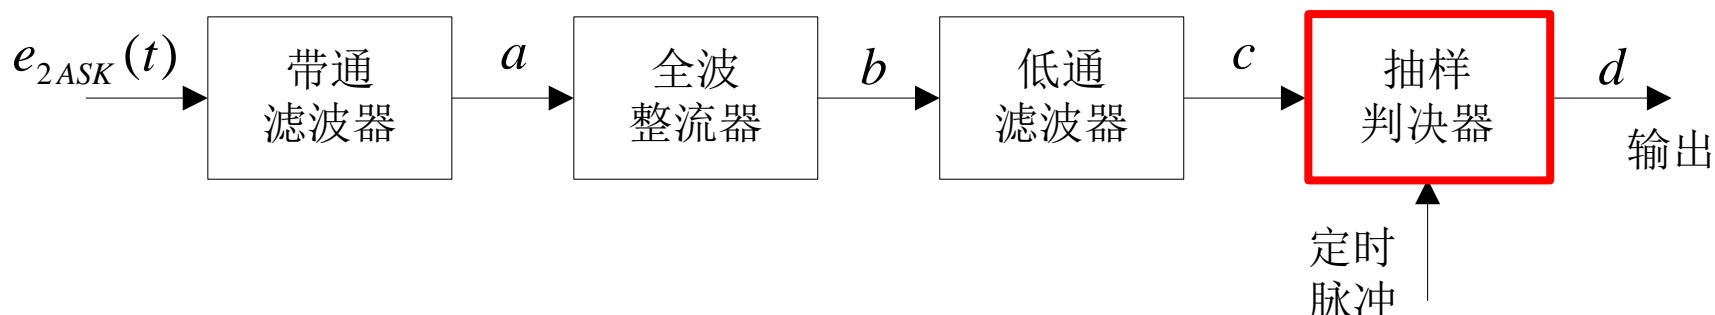 e2ASK(t)
带通
滤波器
a
全波
整流器
b
低通
滤波器
c
抽样
判决器
d
输出
定时
脉冲